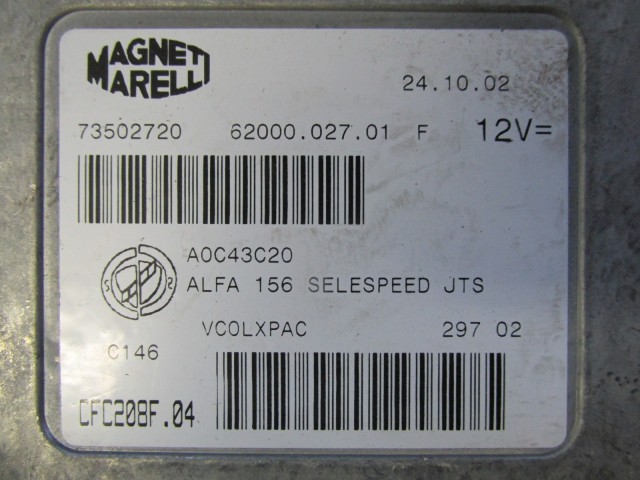 MAGNETI
MARELLI
24.10.02
73502720 62000.027.01 F 12V=
A0C43C20
ALFA 156 SELESPEED JTS
VC0LXPAC 297 02
C146
CFC208F.04